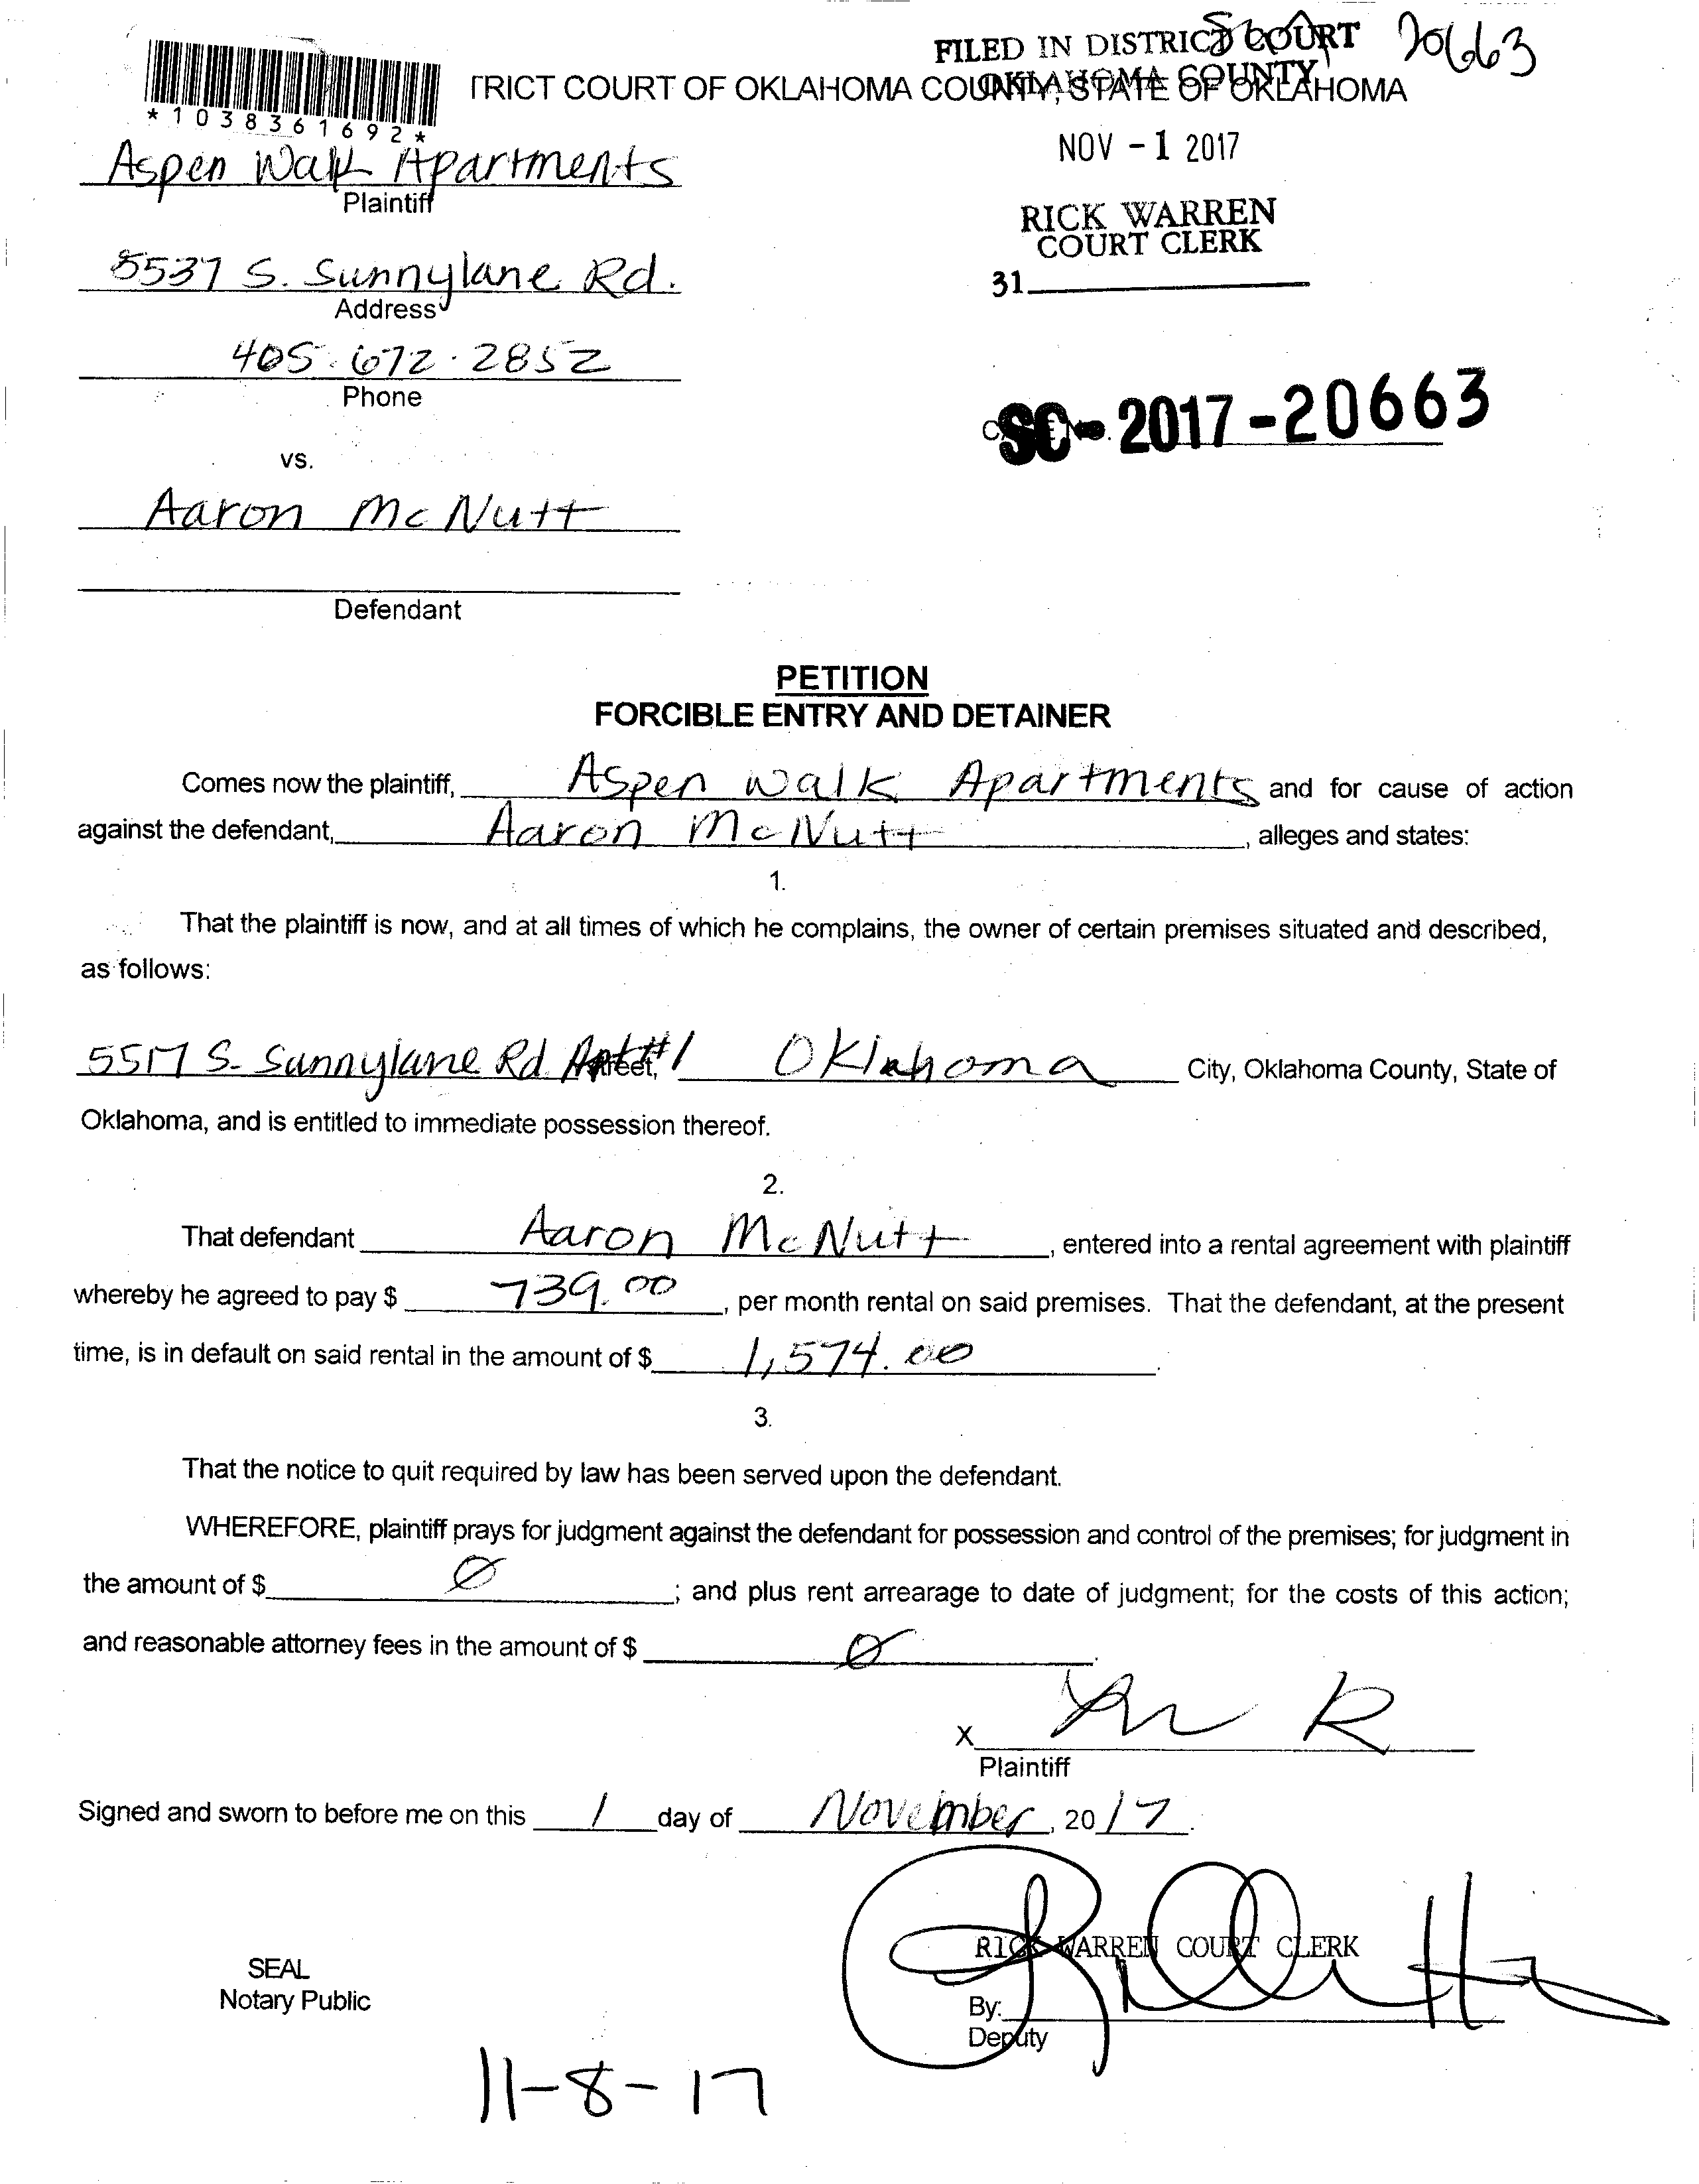 FILED IN DISTRICT COURT
OKLAHOMA COUNTY
20663
TRICT COURT OF OKLAHOMA COUNTY, STATE OF OKLAHOMA
*1038361692*
NOV - 1 2017
Aspen Walk Apartments
Plaintiff
RICK WARREN
COURT CLERK
5537 S. Sunnylane Rd.
31
Address
405.672.2852
Phone
SC - 2017 - 20663
vs.
Aaron McNutt
Defendant
PETITION
FORCIBLE ENTRY AND DETAINER
Comes now the plaintiff, Aspen Walk Apartments and for cause of action
against the defendant, Aaron McNutt, alleges and states:
1.
That the plaintiff is now, and at all times of which he complains, the owner of certain premises situated and described,
as follows:
5517 S. Sunnylane Rd Apt #1 Street, Oklahoma City, Oklahoma County, State of
Oklahoma, and is entitled to immediate possession thereof.
2.
That defendant Aaron McNutt, entered into a rental agreement with plaintiff
whereby he agreed to pay $ 739.00, per month rental on said premises. That the defendant, at the present
time, is in default on said rental in the amount of $ 1,574.00.
3.
That the notice to quit required by law has been served upon the defendant.
WHEREFORE, plaintiff prays for judgment against the defendant for possession and control of the premises; for judgment in
the amount of $ Ø; and plus rent arrearage to date of judgment; for the costs of this action;
and reasonable attorney fees in the amount of $ Ø.
X
Plaintiff
Signed and sworn to before me on this 1 day of November, 2017.
RICK WARREN COURT CLERK
SEAL
Notary Public
By:
Deputy
11-8-17